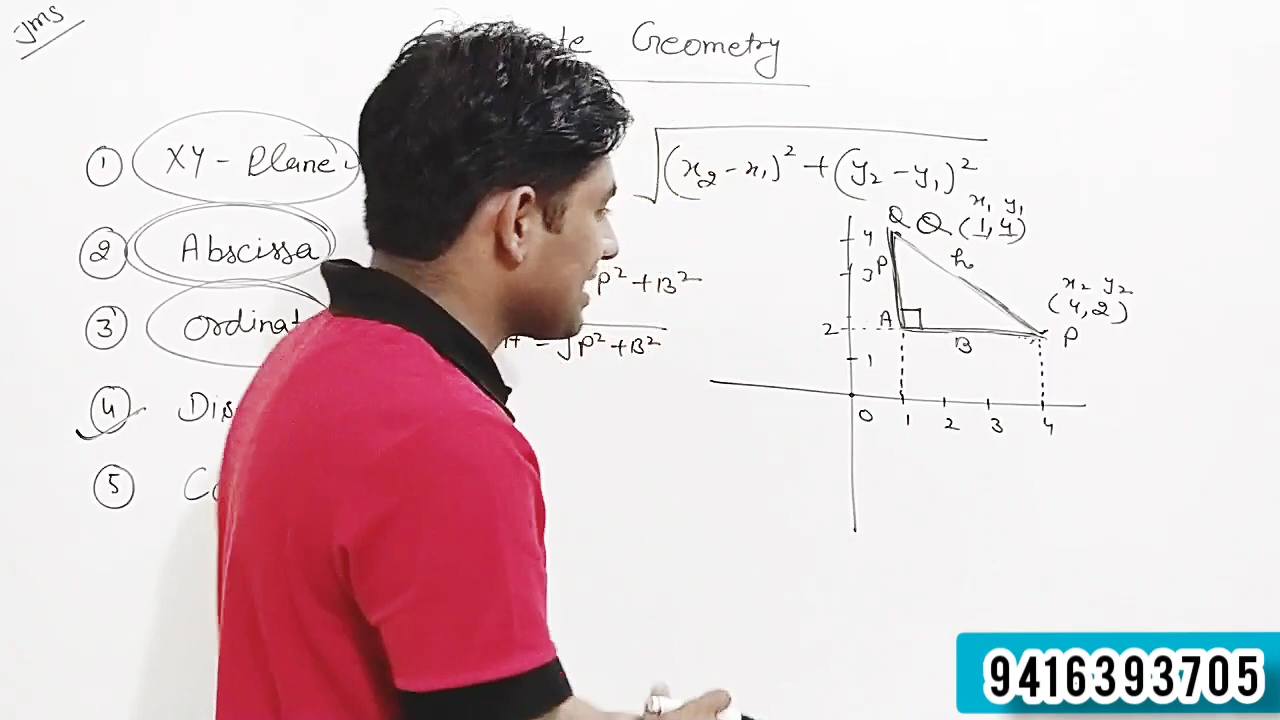 JMS
Geometry
① XY-Plane
√(x₂-x₁)² + (y₂-y₁)²
② Abscissa
P² + B²
③
= √P² + B²
④
⑤
x₁ y₁
Q Q (1,4)
4
P
3
h
x₂ y₂
(4,2)
2
A
B
P
1
0 1 2 3 4
9416393705